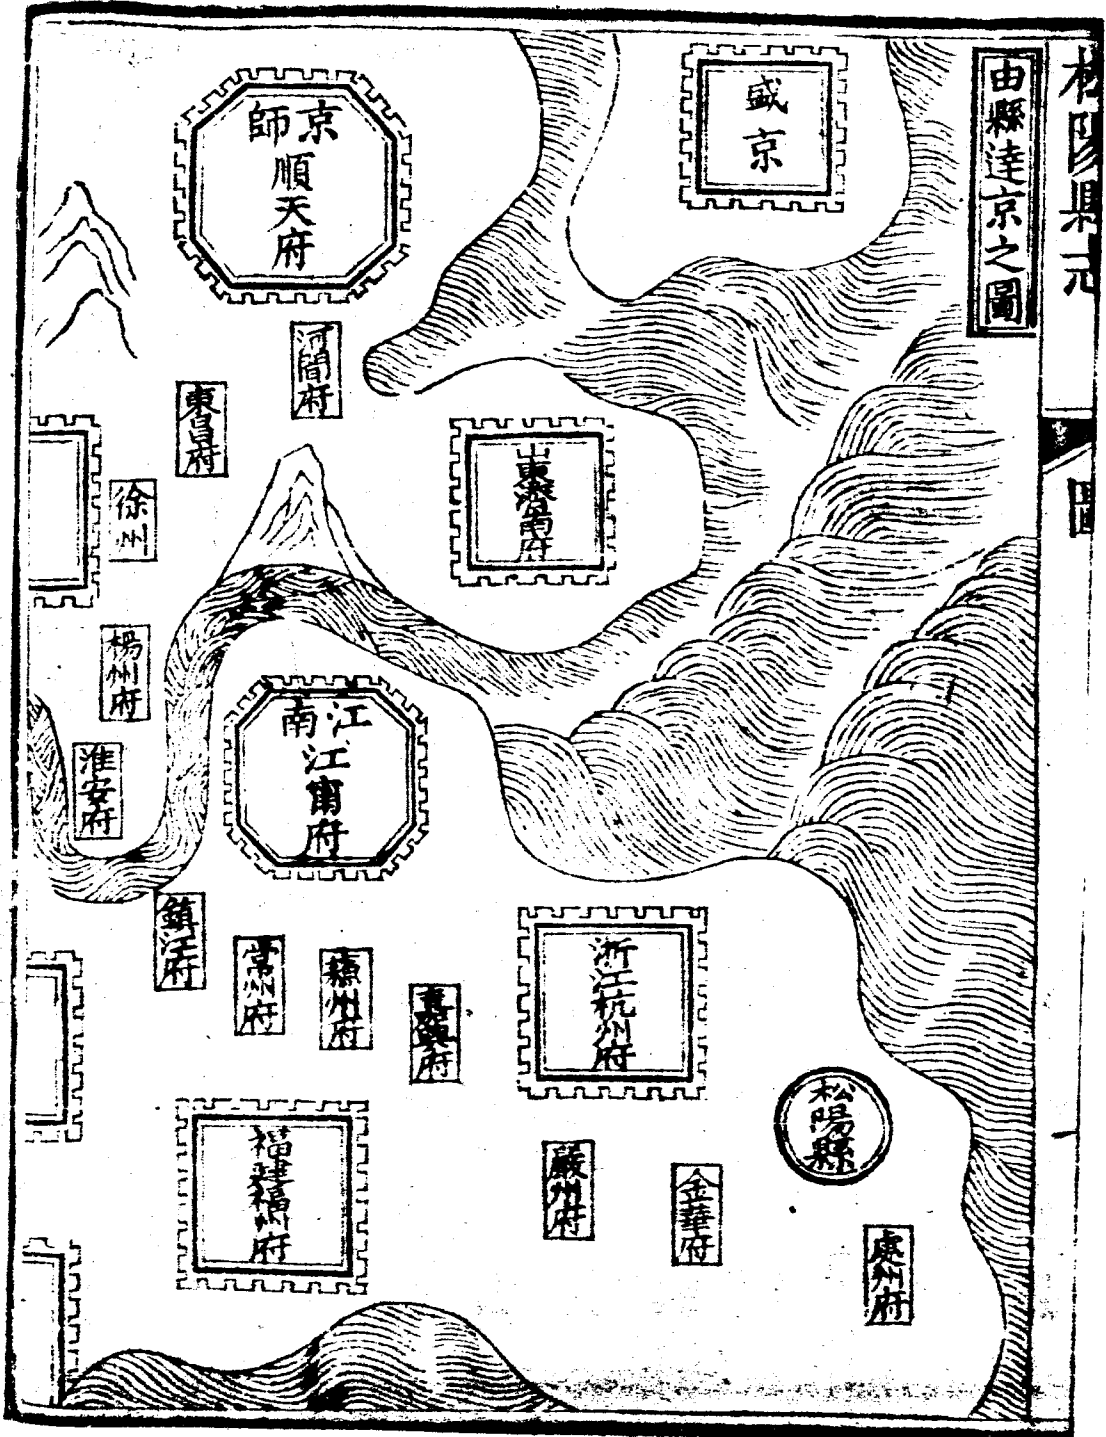 松陽縣志
圖
由縣達京之圖
盛京
京師
順天府
河間府
東昌府
山東濟南府
徐州
楊州府
淮安府
江南
江甯府
鎮江府
常州府
蘇州府
嘉興府
浙江杭州府
松陽縣
福建福州府
嚴州府
金華府
處州府